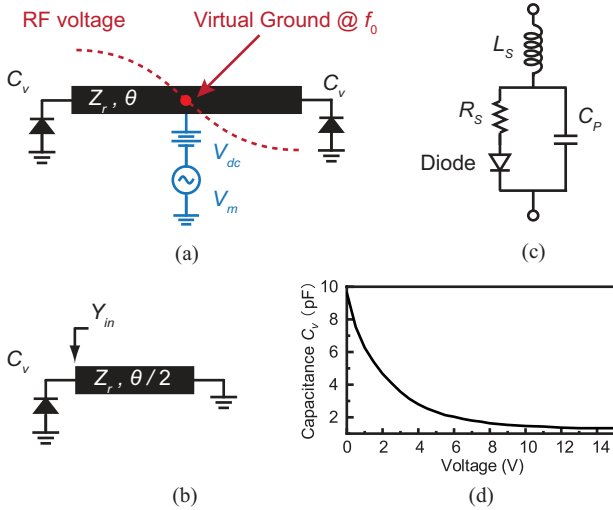 RF voltage
Virtual Ground @ f0
Cv
Zr, θ
Cv
Vdc
Vm
(a)
LS
RS
CP
Diode
(c)
Yin
Cv
Zr, θ/2
(b)
Capacitance Cv (pF)
10
8
6
4
2
0 2 4 6 8 10 12 14
Voltage (V)
(d)